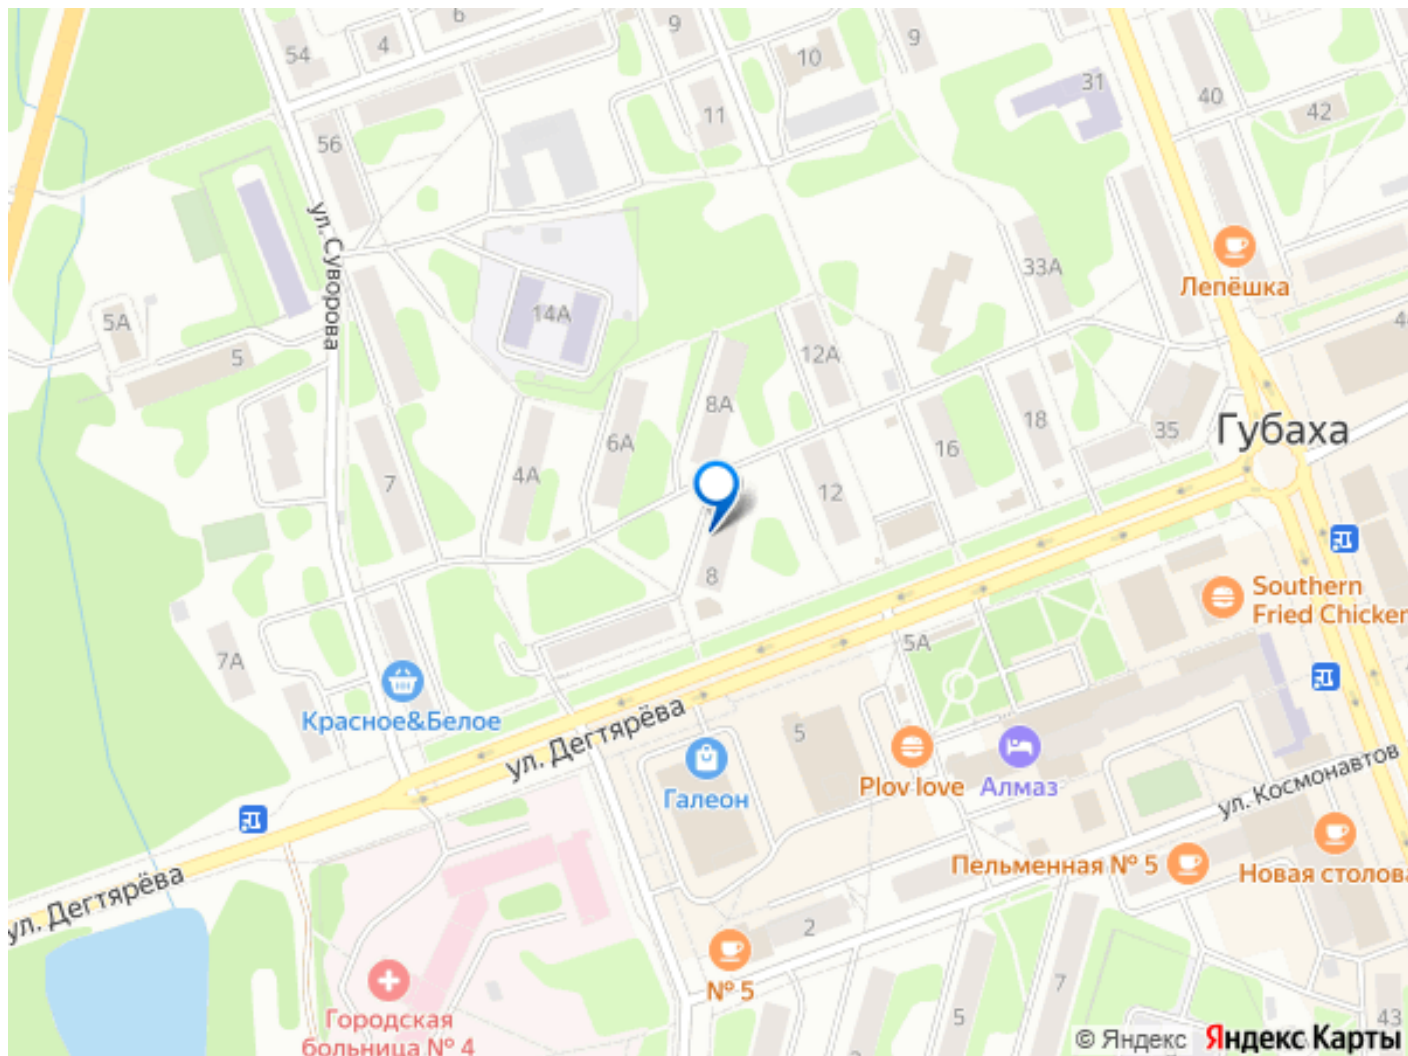 6
54
4
9
9
10
31
40
42
11
56
ул. Суворова
Лепёшка
33А
14А
5А
5
12А
4
8А
Губаха
18
35
6А
16
4А
7
12
8
Southern
Fried Chicken
5А
7А
Красное&Белое
ул. Дегтярёва
5
Галеон
Plov love
Алмаз
ул. Космонавтов
Пельменная № 5
Новая столова
ул. Дегтярёва
2
№ 5
7
5
43
Городская
больница № 4
2
© Яндекс Яндекс Карты